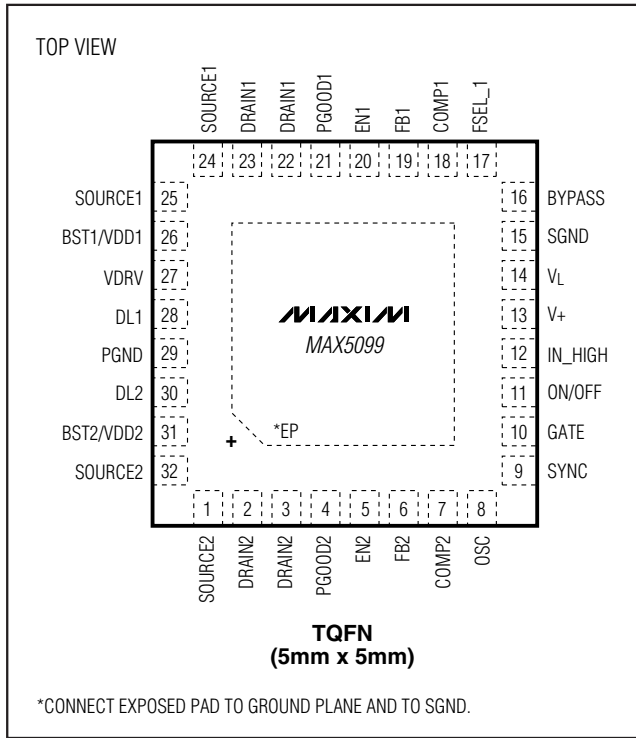 TOP VIEW
SOURCE1
DRAIN1
DRAIN1
PGOOD1
EN1
FB1
COMP1
FSEL_1
24 23 22 21 20 19 18 17
SOURCE1 25
BST1/VDD1 26
VDRV 27
DL1 28
PGND 29
DL2 30
BST2/VDD2 31
SOURCE2 32
MAXIM
MAX5099
*EP
+
16 BYPASS
15 SGND
14 VL
13 V+
12 IN_HIGH
11 ON/OFF
10 GATE
9 SYNC
1 2 3 4 5 6 7 8
SOURCE2
DRAIN2
DRAIN2
PGOOD2
EN2
FB2
COMP2
OSC
TQFN
(5mm x 5mm)
*CONNECT EXPOSED PAD TO GROUND PLANE AND TO SGND.